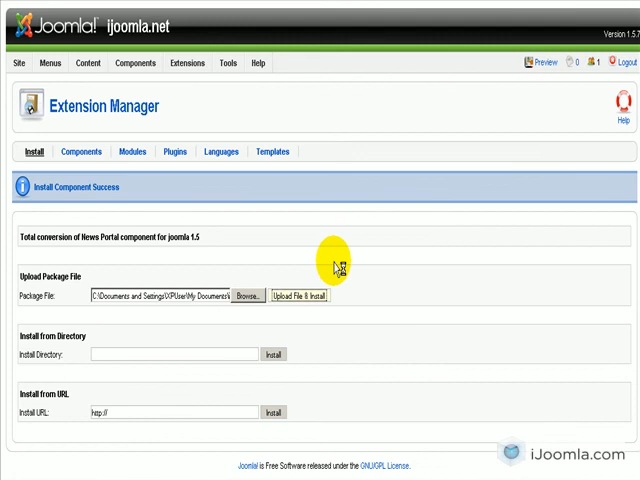 Joomla! ijoomla.net
Version 1.5.7
Site Menus Content Components Extensions Tools Help Preview 0 1 Logout
Extension Manager
Help
Install Components Modules Plugins Languages Templates
Install Component Success
Total conversion of News Portal component for joomla 1.5
Upload Package File
Package File: C:\Documents and Settings\XPUser\My Documents\ Browse... Upload File & Install
Install from Directory
Install Directory: Install
Install from URL
Install URL: http:// Install
iJoomla.com
Joomla! is Free Software released under the GNU/GPL License.